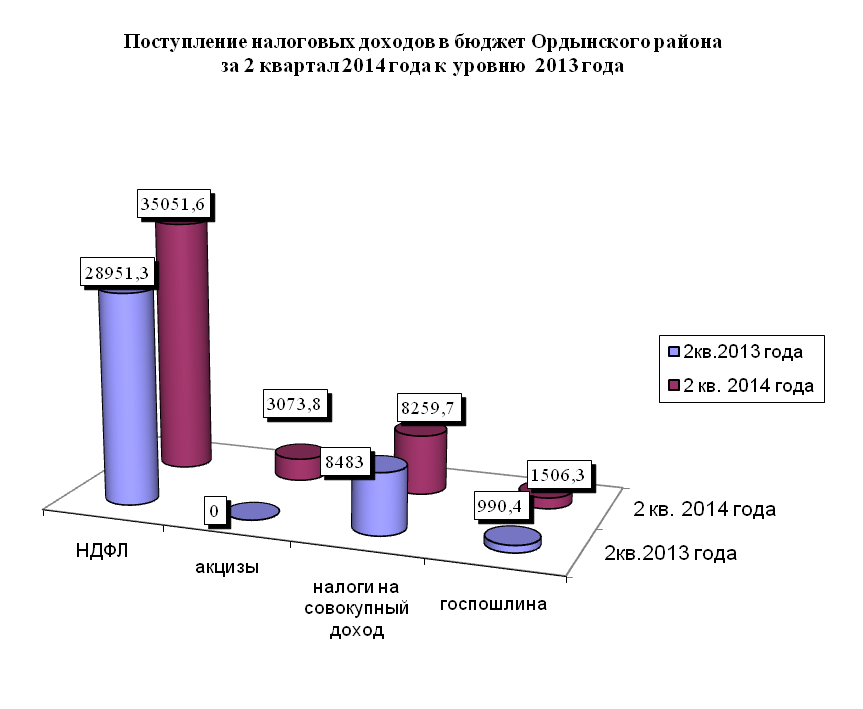 Поступление налоговых доходов в бюджет Ордынского района
за 2 квартал 2014 года к уровню 2013 года
35051,6
28951,3
3073,8
8259,7
8483
1506,3
990,4
0
2кв.2013 года
2 кв. 2014 года
2 кв. 2014 года
2кв.2013 года
НДФЛ
акцизы
налоги на
совокупный
доход
госпошлина